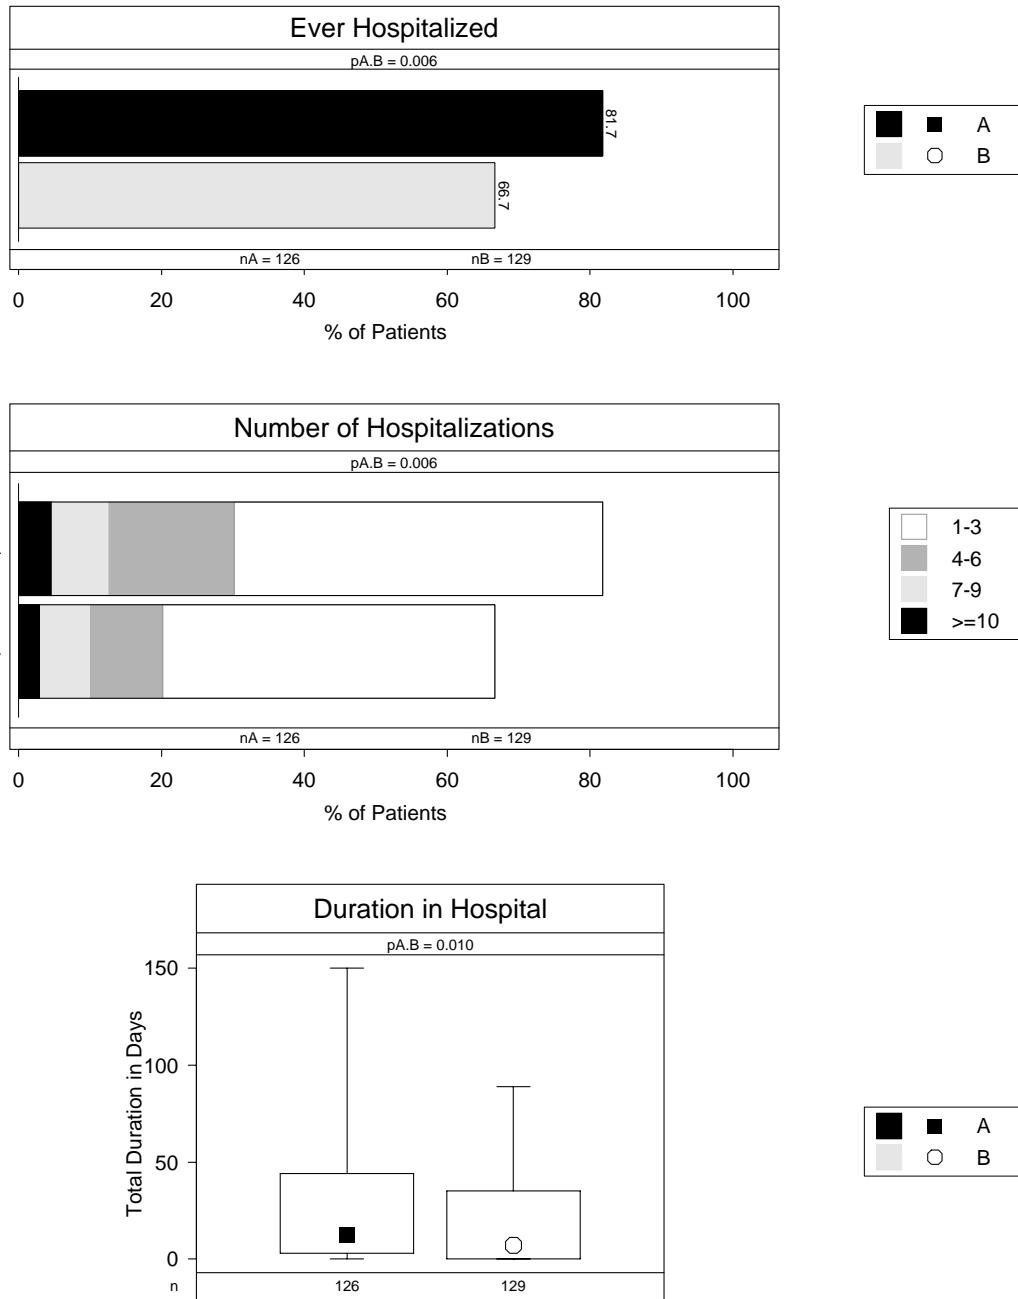 Ever Hospitalized
pA.B = 0.006
81.7
66.7
nA = 126 nB = 129
0 20 40 60 80 100
% of Patients
A
B
Number of Hospitalizations
pA.B = 0.006
nA = 126 nB = 129
0 20 40 60 80 100
% of Patients
1-3
4-6
7-9
>=10
Duration in Hospital
pA.B = 0.010
Total Duration in Days
150
100
50
0
n 126 129
A
B